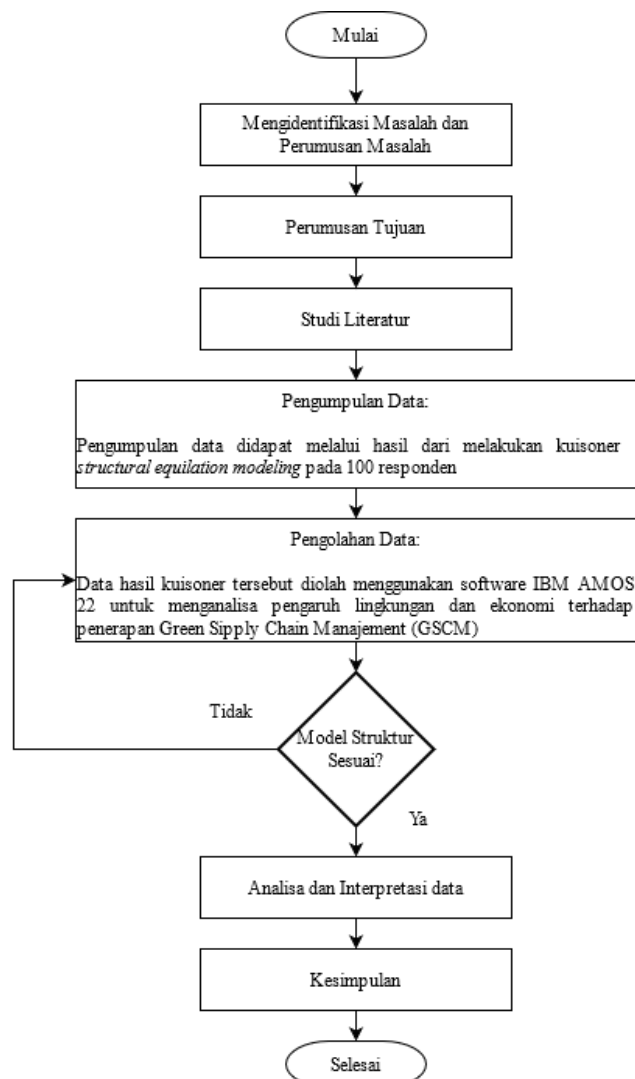 Mulai
Mengidentifikasi Masalah dan
Perumusan Masalah
Perumusan Tujuan
Studi Literatur
Pengumpulan Data:
Pengumpulan data didapat melalui hasil dari melakukan kuisoner
structural equilation modeling pada 100 responden
Pengolahan Data:
Data hasil kuisoner tersebut diolah menggunakan software IBM AMOS
22 untuk menganalisa pengaruh lingkungan dan ekonomi terhadap
penerapan Green Sipply Chain Manajement (GSCM)
Tidak
Model Struktur
Sesuai?
Ya
Analisa dan Interpretasi data
Kesimpulan
Selesai